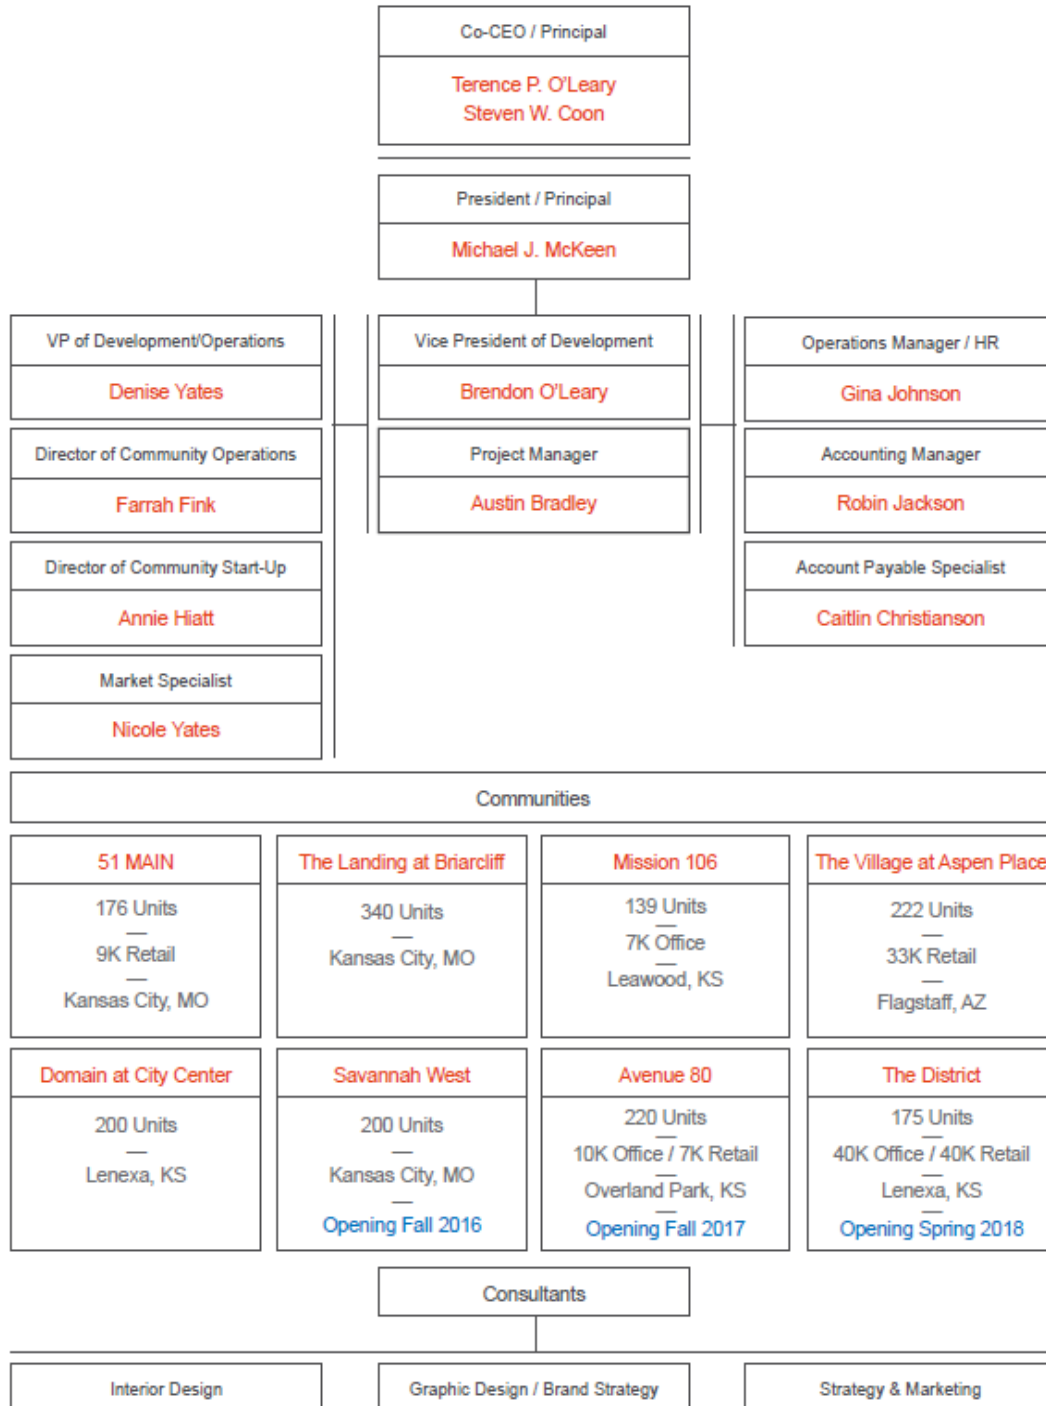 Co-CEO / Principal
Terence P. O'Leary
Steven W. Coon
President / Principal
Michael J. McKeen
VP of Development/Operations
Denise Yates
Director of Community Operations
Farrah Fink
Director of Community Start-Up
Annie Hiatt
Market Specialist
Nicole Yates
Vice President of Development
Brendon O'Leary
Project Manager
Austin Bradley
Operations Manager / HR
Gina Johnson
Accounting Manager
Robin Jackson
Account Payable Specialist
Caitlin Christianson
Communities
51 MAIN
176 Units
—
9K Retail
—
Kansas City, MO
The Landing at Briarcliff
340 Units
—
Kansas City, MO
Mission 106
139 Units
—
7K Office
—
Leawood, KS
The Village at Aspen Place
222 Units
—
33K Retail
—
Flagstaff, AZ
Domain at City Center
200 Units
—
Lenexa, KS
Savannah West
200 Units
—
Kansas City, MO
—
Opening Fall 2016
Avenue 80
220 Units
—
10K Office / 7K Retail
—
Overland Park, KS
—
Opening Fall 2017
The District
175 Units
—
40K Office / 40K Retail
—
Lenexa, KS
—
Opening Spring 2018
Consultants
Interior Design
Graphic Design / Brand Strategy
Strategy & Marketing